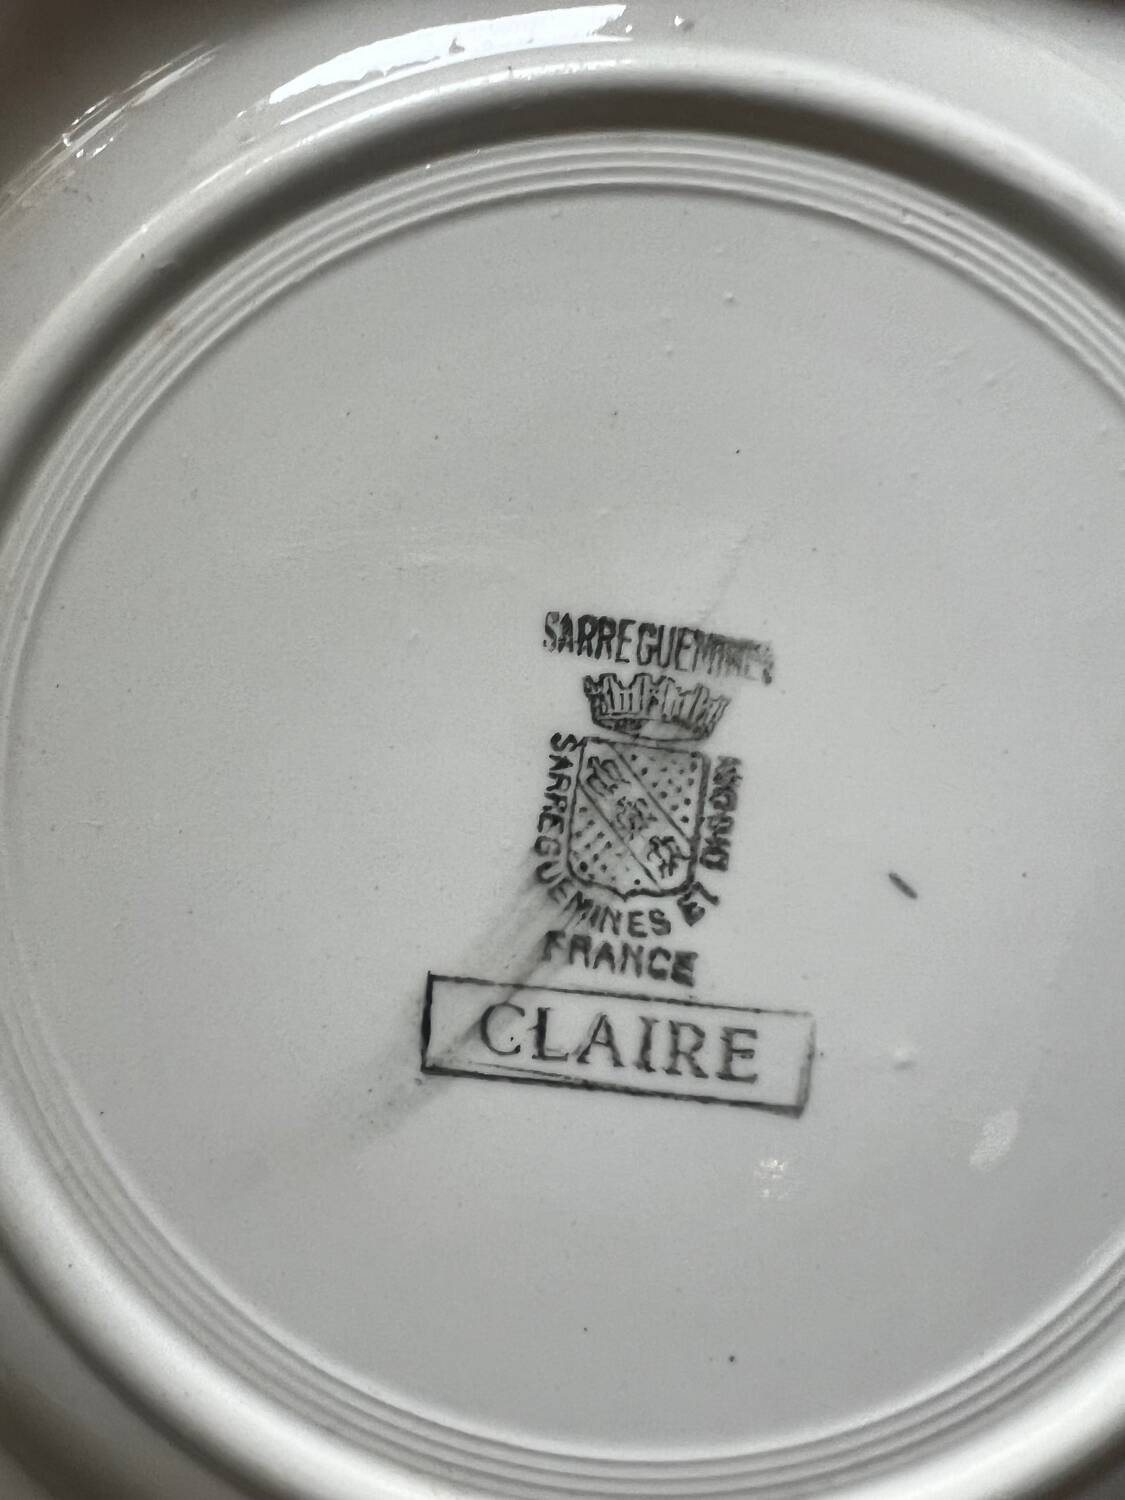 SARREGUEMINES
SARREGUEMINES ET DIGOIN
FRANCE
CLAIRE